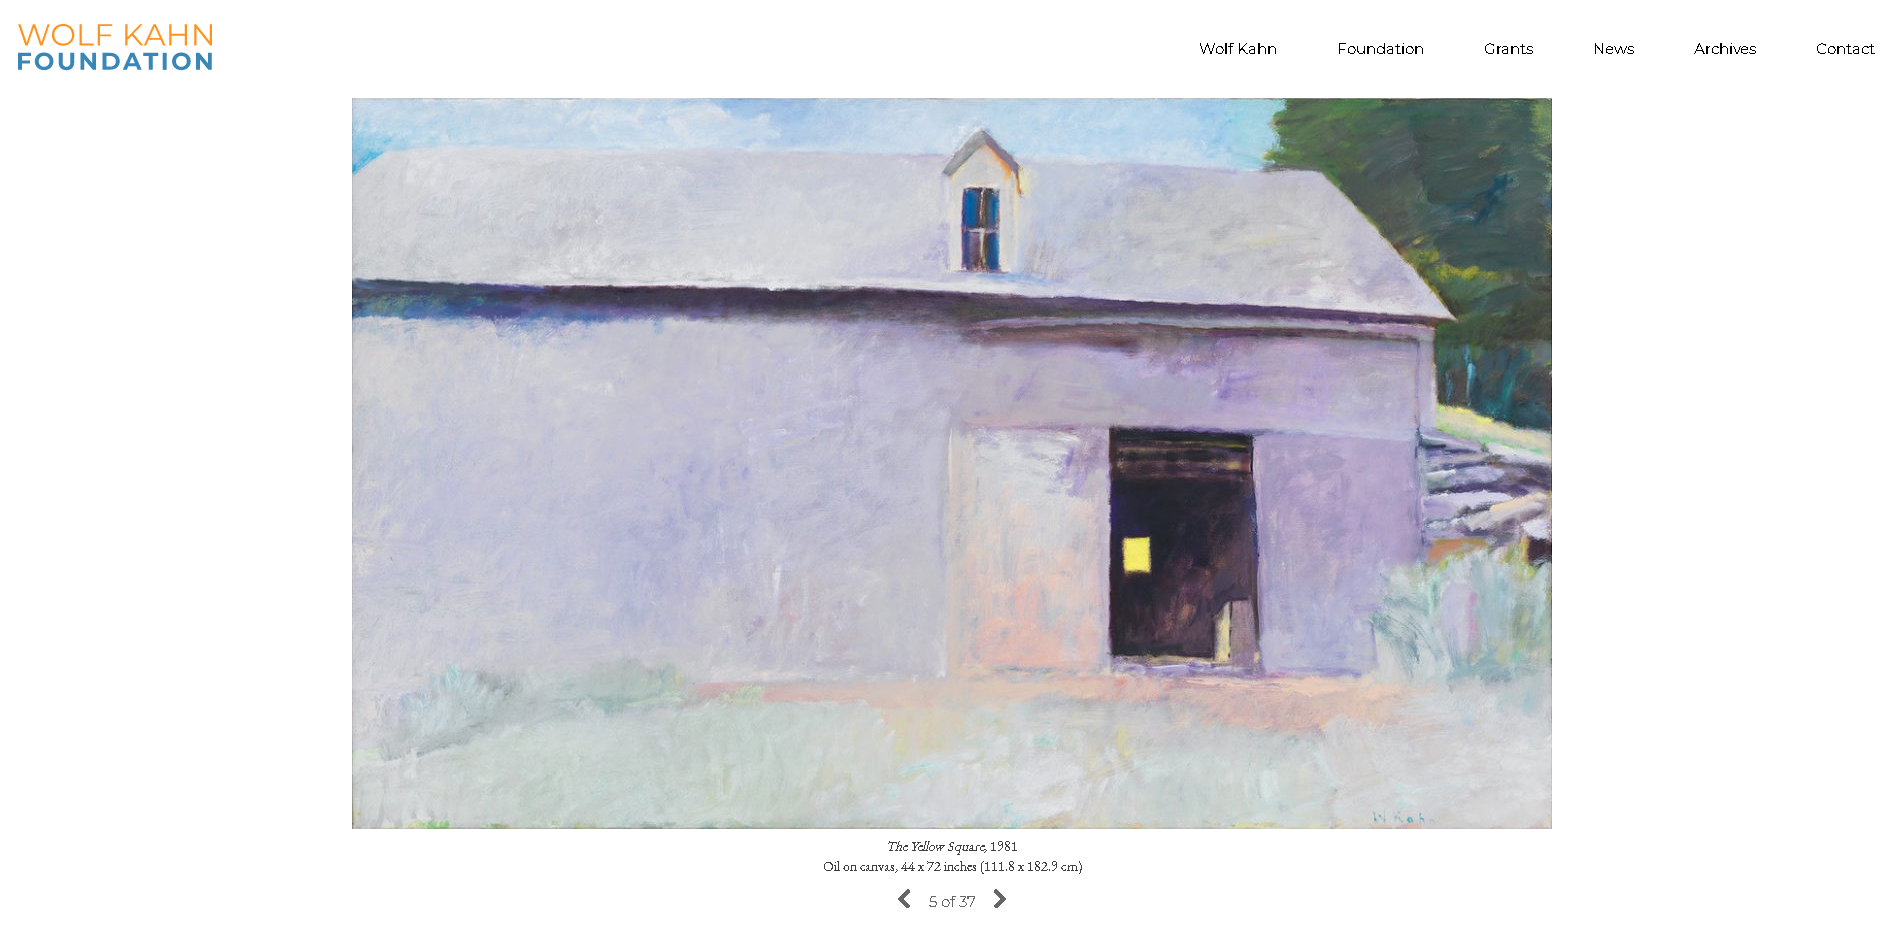 WOLF KAHN
FOUNDATION
Wolf Kahn Foundation Grants News Archives Contact
W Kahn
The Yellow Square, 1981
Oil on canvas, 44 x 72 inches (111.8 x 182.9 cm)
5 of 37